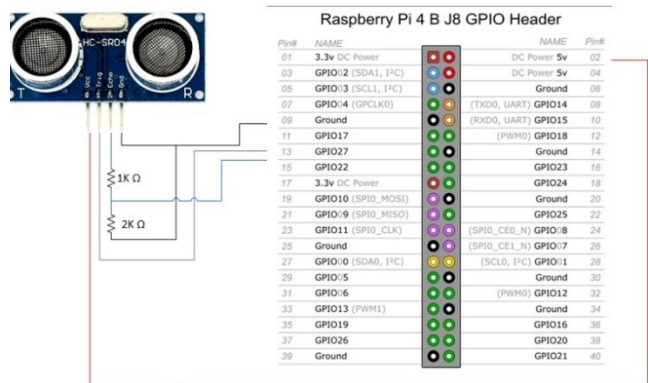 Raspberry Pi 4 B J8 GPIO Header
HC-SR04
Vcc
Trig
Echo
Gnd
T
R
1K Ω
2K Ω
Pin# NAME NAME Pin#
01 3.3v DC Power DC Power 5v 02
03 GPIO02 (SDA1, I²C) DC Power 5v 04
05 GPIO03 (SCL1, I²C) Ground 06
07 GPIO04 (GPCLK0) (TXD0, UART) GPIO14 08
09 Ground (RXD0, UART) GPIO15 10
11 GPIO17 (PWM0) GPIO18 12
13 GPIO27 Ground 14
15 GPIO22 GPIO23 16
17 3.3v DC Power GPIO24 18
19 GPIO10 (SPI0_MOSI) Ground 20
21 GPIO09 (SPI0_MISO) GPIO25 22
23 GPIO11 (SPI0_CLK) (SPI_CE0_N) GPIO08 24
25 Ground (SPI_CE1_N) GPIO07 26
27 GPIO00 (SDA0, I²C) (SCL0, I²C) GPIO01 28
29 GPIO05 Ground 30
31 GPIO06 (PWM0) GPIO12 32
33 GPIO13 (PWM1) Ground 34
35 GPIO19 GPIO16 36
37 GPIO26 GPIO20 38
39 Ground GPIO21 40